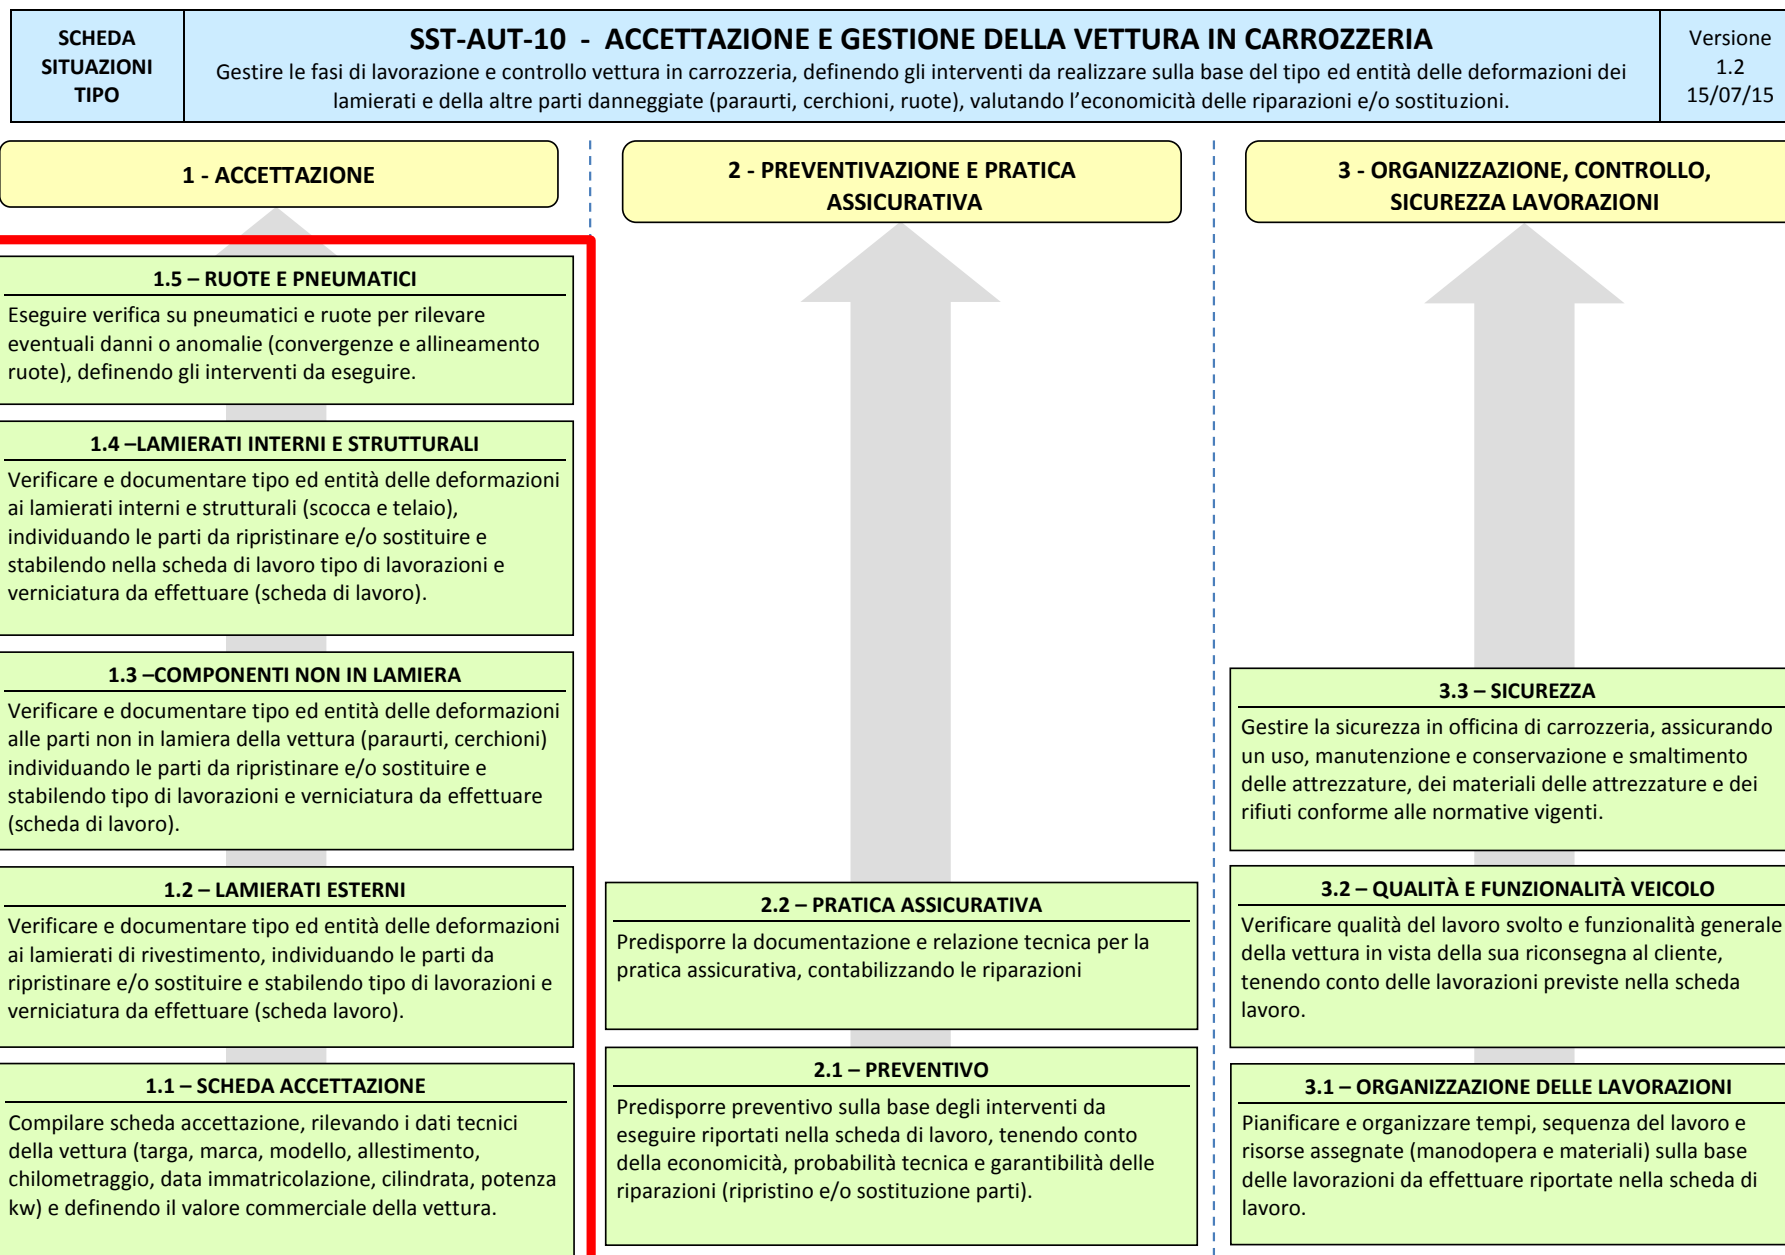 SCHEDA
SITUAZIONI
TIPO
SST-AUT-10 - ACCETTAZIONE E GESTIONE DELLA VETTURA IN CARROZZERIA
Gestire le fasi di lavorazione e controllo vettura in carrozzeria, definendo gli interventi da realizzare sulla base del tipo ed entità delle deformazioni dei
lamierati e della altre parti danneggiate (paraurti, cerchioni, ruote), valutando l'economicità delle riparazioni e/o sostituzioni.
Versione
1.2
15/07/15
1 - ACCETTAZIONE
1.5 – RUOTE E PNEUMATICI
Eseguire verifica su pneumatici e ruote per rilevare
eventuali danni o anomalie (convergenze e allineamento
ruote), definendo gli interventi da eseguire.
1.4 –LAMIERATI INTERNI E STRUTTURALI
Verificare e documentare tipo ed entità delle deformazioni
ai lamierati interni e strutturali (scocca e telaio),
individuando le parti da ripristinare e/o sostituire e
stabilendo nella scheda di lavoro tipo di lavorazioni e
verniciatura da effettuare (scheda di lavoro).
1.3 –COMPONENTI NON IN LAMIERA
Verificare e documentare tipo ed entità delle deformazioni
alle parti non in lamiera della vettura (paraurti, cerchioni)
individuando le parti da ripristinare e/o sostituire e
stabilendo tipo di lavorazioni e verniciatura da effettuare
(scheda di lavoro).
1.2 – LAMIERATI ESTERNI
Verificare e documentare tipo ed entità delle deformazioni
ai lamierati di rivestimento, individuando le parti da
ripristinare e/o sostituire e stabilendo tipo di lavorazioni e
verniciatura da effettuare (scheda lavoro).
1.1 – SCHEDA ACCETTAZIONE
Compilare scheda accettazione, rilevando i dati tecnici
della vettura (targa, marca, modello, allestimento,
chilometraggio, data immatricolazione, cilindrata, potenza
kw) e definendo il valore commerciale della vettura.
2 - PREVENTIVAZIONE E PRATICA
ASSICURATIVA
2.2 – PRATICA ASSICURATIVA
Predisporre la documentazione e relazione tecnica per la
pratica assicurativa, contabilizzando le riparazioni
2.1 – PREVENTIVO
Predisporre preventivo sulla base degli interventi da
eseguire riportati nella scheda di lavoro, tenendo conto
della economicità, probabilità tecnica e garantibilità delle
riparazioni (ripristino e/o sostituzione parti).
3 - ORGANIZZAZIONE, CONTROLLO,
SICUREZZA LAVORAZIONI
3.3 – SICUREZZA
Gestire la sicurezza in officina di carrozzeria, assicurando
un uso, manutenzione e conservazione e smaltimento
delle attrezzature, dei materiali delle attrezzature e dei
rifiuti conforme alle normative vigenti.
3.2 – QUALITÀ E FUNZIONALITÀ VEICOLO
Verificare qualità del lavoro svolto e funzionalità generale
della vettura in vista della sua riconsegna al cliente,
tenendo conto delle lavorazioni previste nella scheda
lavoro.
3.1 – ORGANIZZAZIONE DELLE LAVORAZIONI
Pianificare e organizzare tempi, sequenza del lavoro e
risorse assegnate (manodopera e materiali) sulla base
delle lavorazioni da effettuare riportate nella scheda di
lavoro.